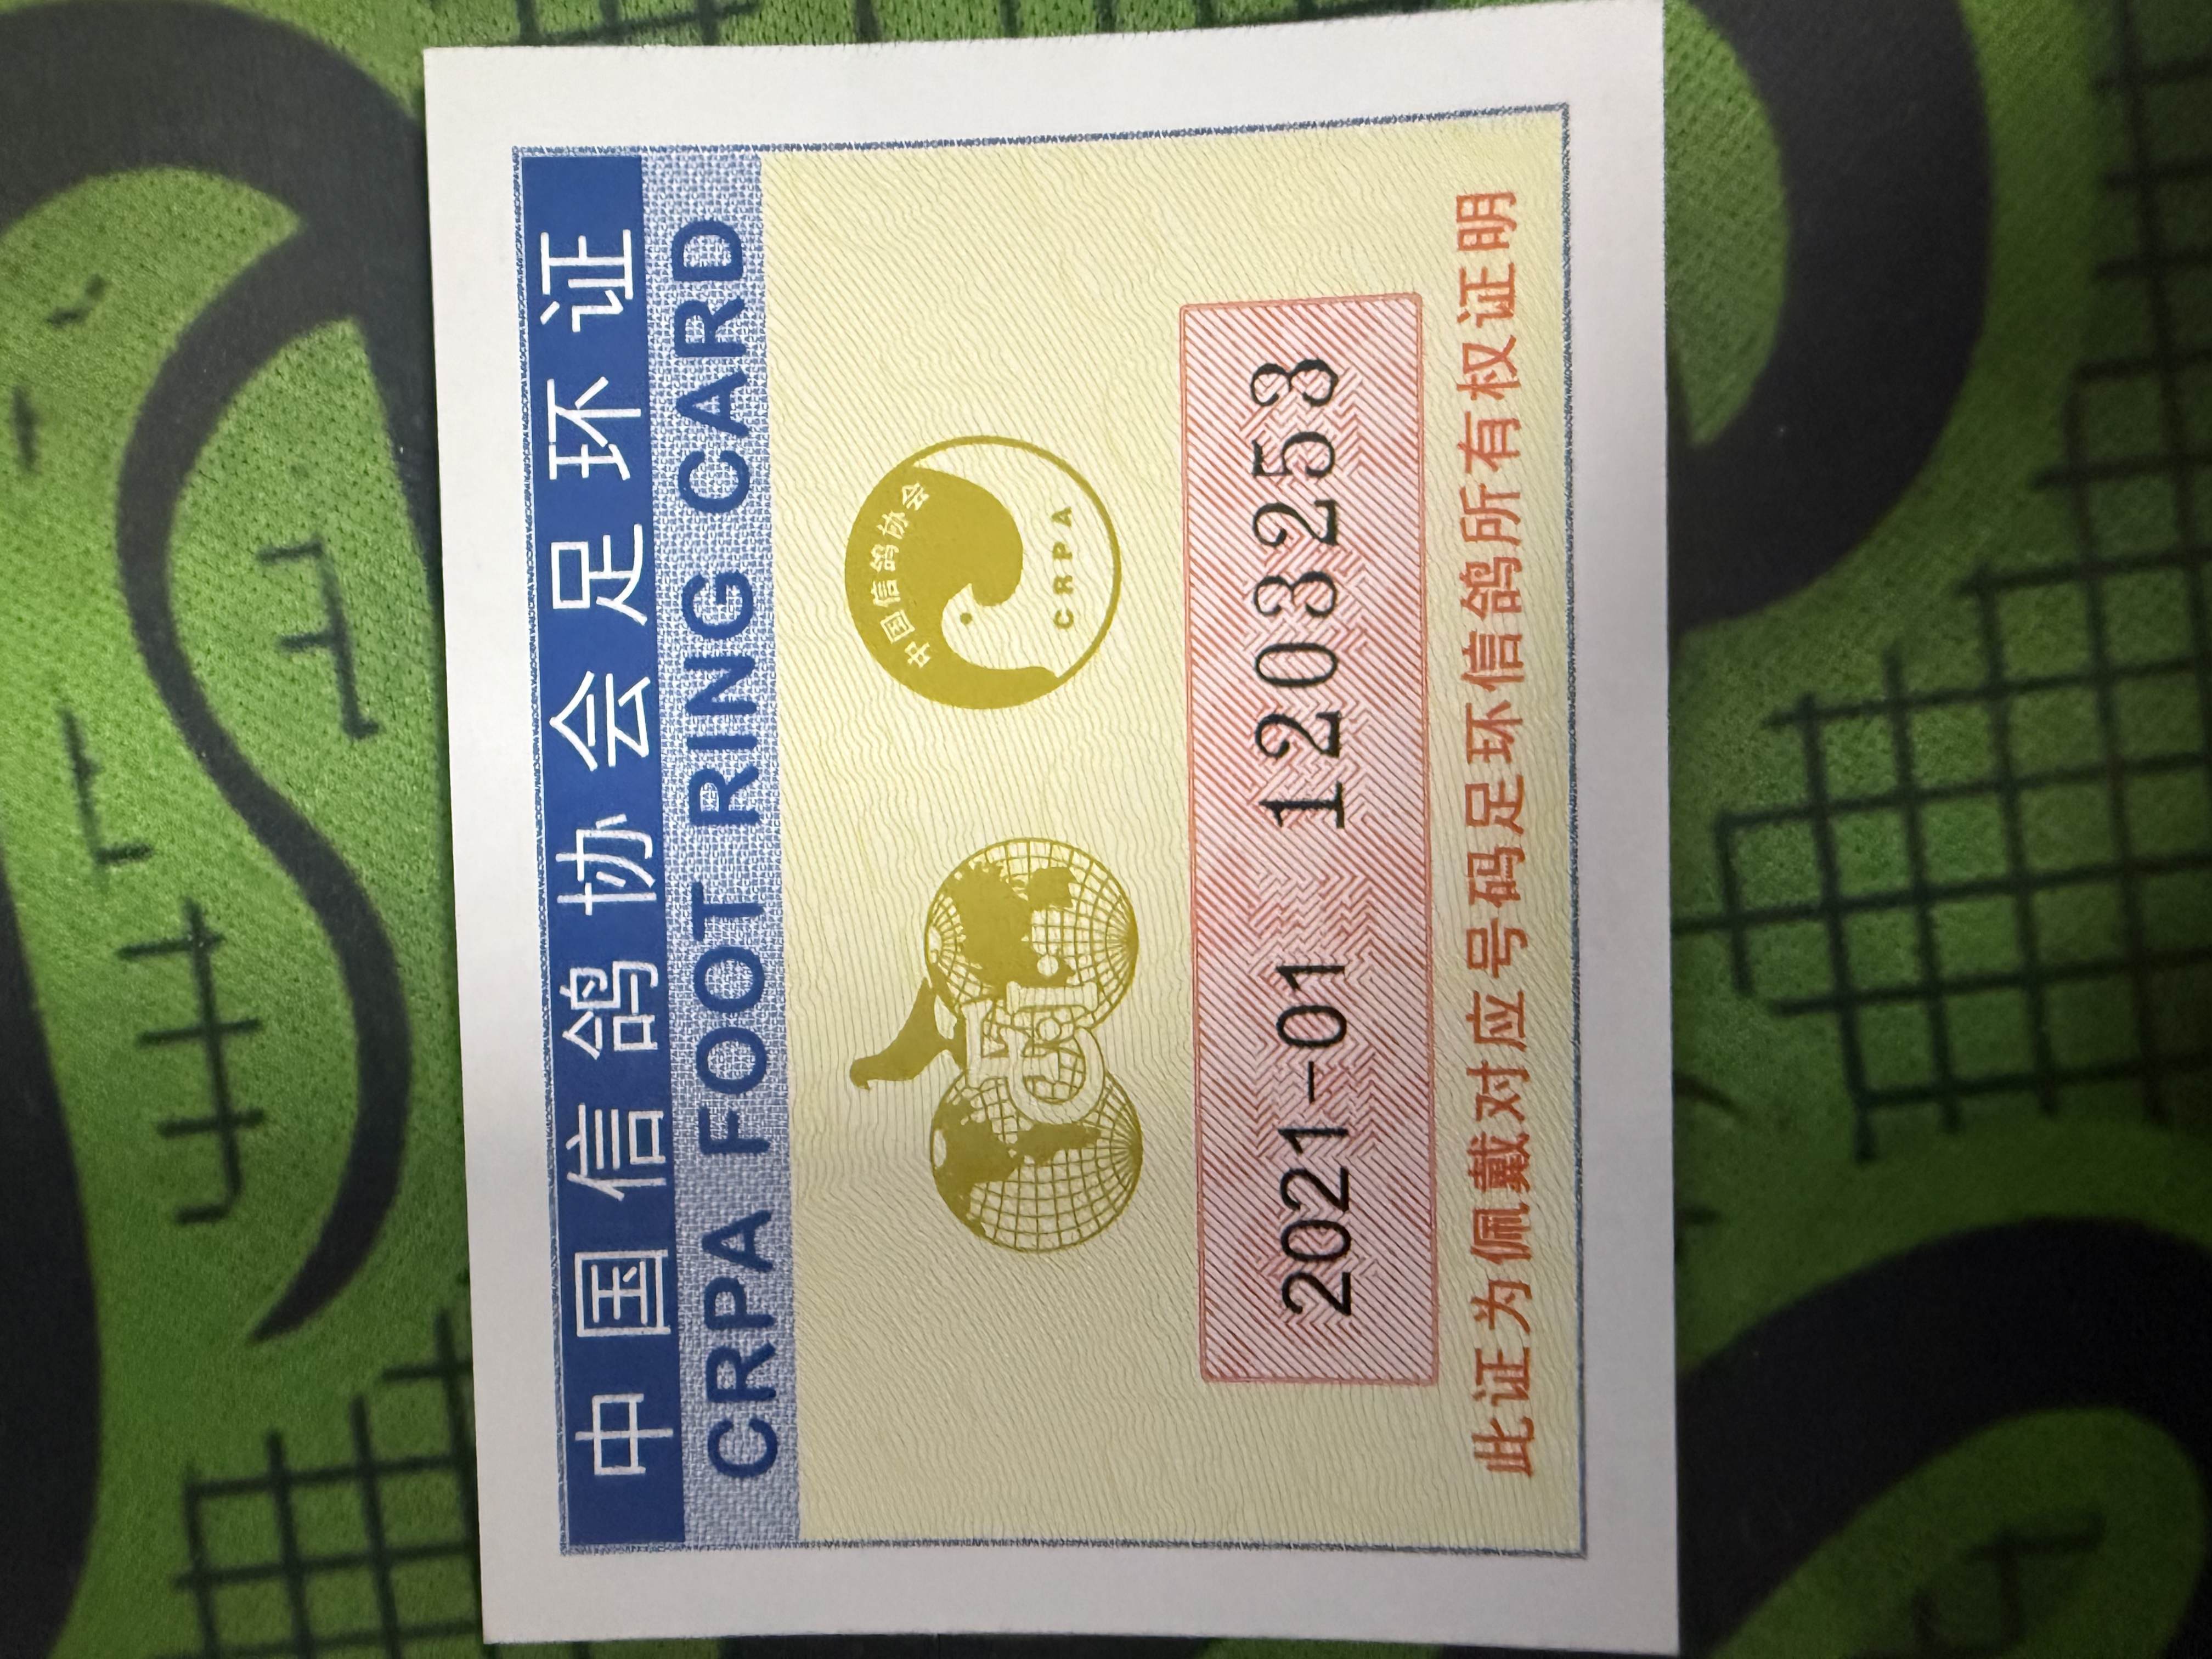 中国信鸽协会足环证
CRPA FOOT RING CARD
FCI
中国信鸽协会
CRPA
2021-01 1203253
此证为佩戴对应号码足环信鸽所有权证明